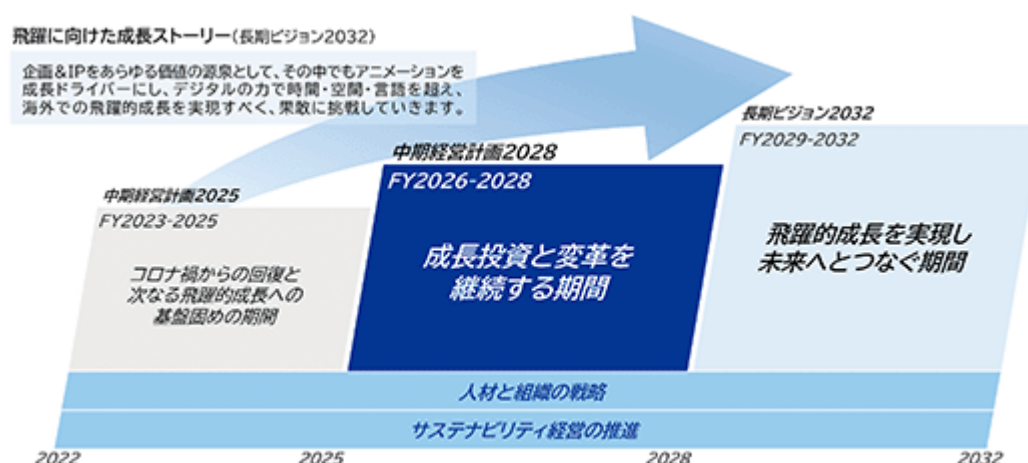 飛躍に向けた成長ストーリー(長期ビジョン2032)
企画&IPをあらゆる価値の源泉として、その中でもアニメーションを
成長ドライバーにし、デジタルの力で時間・空間・言語を超え、
海外での飛躍的成長を実現すべく、果敢に挑戦していきます。
中期経営計画2025
FY2023-2025
コロナ禍からの回復と
次なる飛躍的成長への
基盤固めの期間
中期経営計画2028
FY2026-2028
成長投資と変革を
継続する期間
長期ビジョン2032
FY2029-2032
飛躍的成長を実現し
未来へとつなぐ期間
人材と組織の戦略
サステナビリティ経営の推進
2022
2025
2028
2032